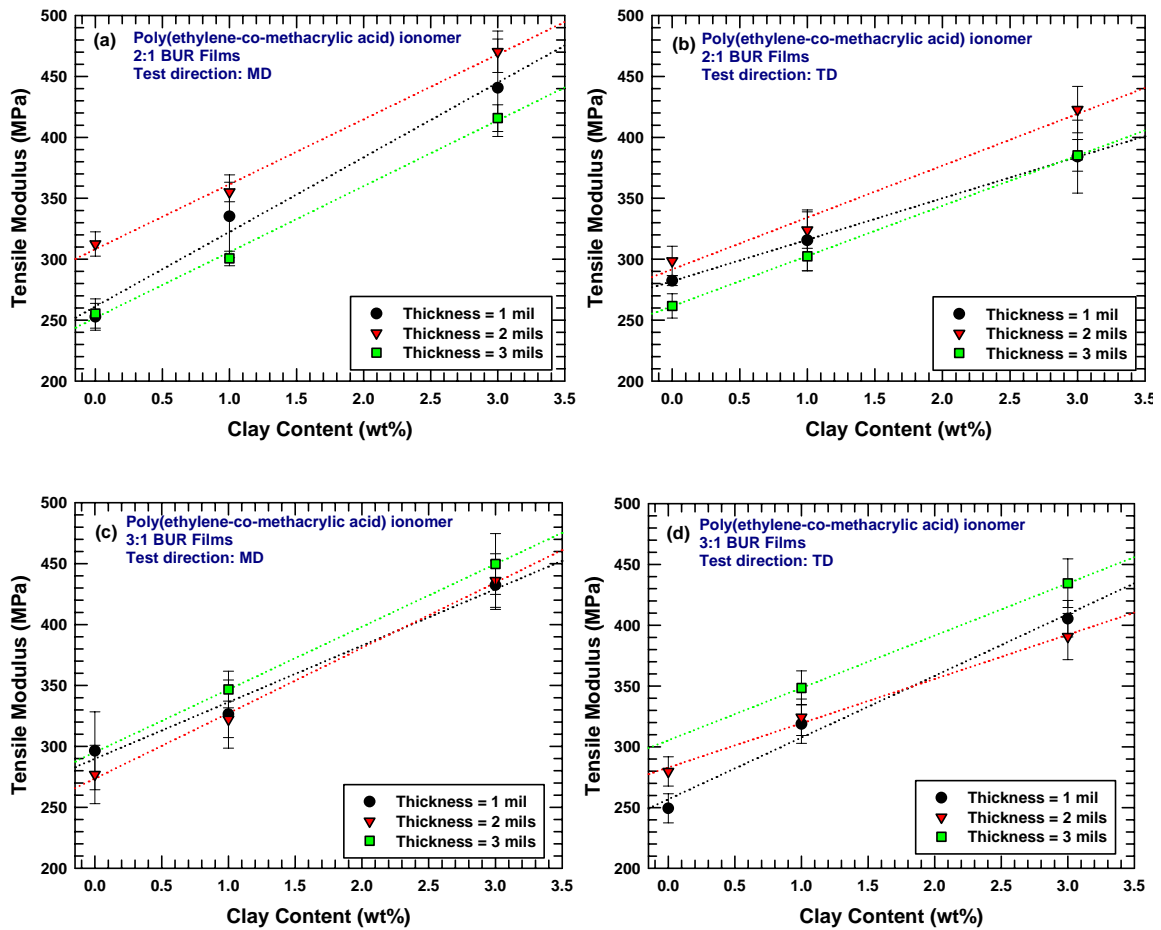 (a)
Poly(ethylene-co-methacrylic acid) ionomer
2:1 BUR Films
Test direction: MD
Tensile Modulus (MPa)
500
450
400
350
300
250
200
Thickness = 1 mil
Thickness = 2 mils
Thickness = 3 mils
0.0 0.5 1.0 1.5 2.0 2.5 3.0 3.5
Clay Content (wt%)
(b)
Poly(ethylene-co-methacrylic acid) ionomer
2:1 BUR Films
Test direction: TD
Tensile Modulus (MPa)
500
450
400
350
300
250
200
Thickness = 1 mil
Thickness = 2 mils
Thickness = 3 mils
0.0 0.5 1.0 1.5 2.0 2.5 3.0 3.5
Clay Content (wt%)
(c)
Poly(ethylene-co-methacrylic acid) ionomer
3:1 BUR Films
Test direction: MD
Tensile Modulus (MPa)
500
450
400
350
300
250
200
Thickness = 1 mil
Thickness = 2 mils
Thickness = 3 mils
0.0 0.5 1.0 1.5 2.0 2.5 3.0 3.5
Clay Content (wt%)
(d)
Poly(ethylene-co-methacrylic acid) ionomer
3:1 BUR Films
Test direction: TD
Tensile Modulus (MPa)
500
450
400
350
300
250
200
Thickness = 1 mil
Thickness = 2 mils
Thickness = 3 mils
0.0 0.5 1.0 1.5 2.0 2.5 3.0 3.5
Clay Content (wt%)